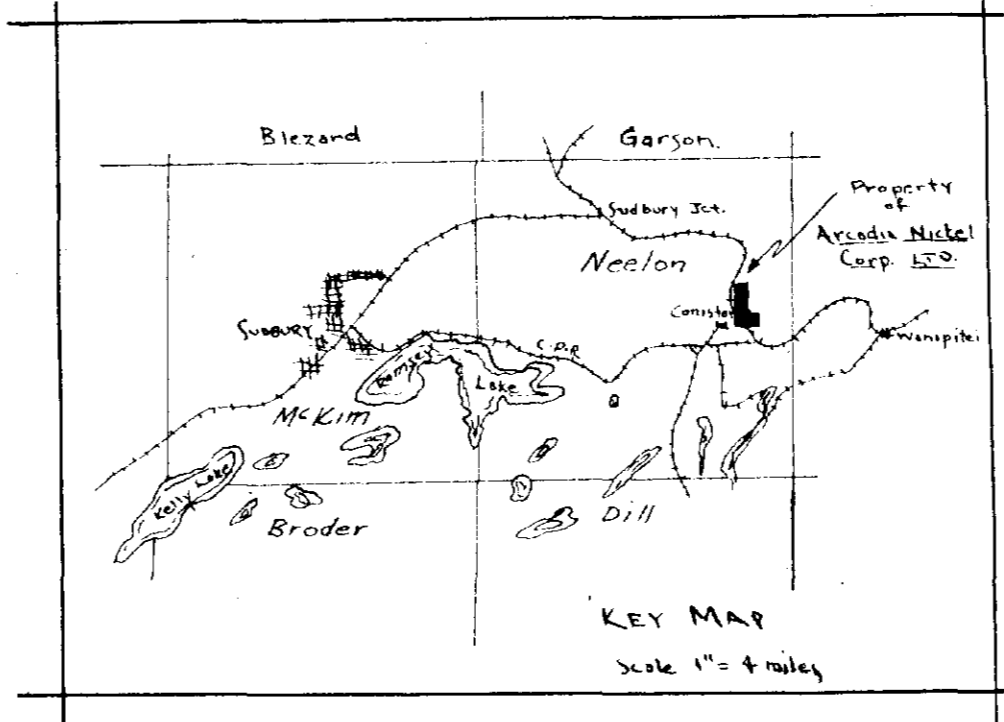 Blezard
Garson.
Property
of
Arcadia Nickel
Corp. LTD.
Sudbury Jct.
Neelon
Coniston
SUDBURY
C.P.R
Wanapitei
Ramsey
Lake
McKim
Kelly Lake
Broder
Dill
KEY MAP
Scale 1" = 4 miles